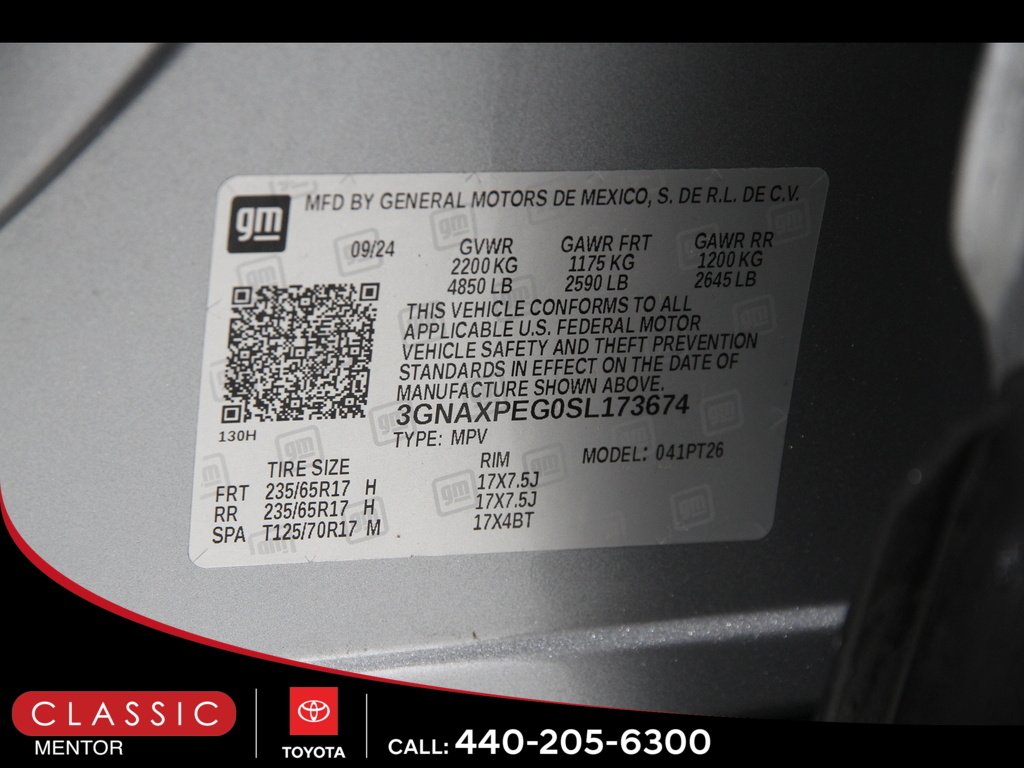 gm MFD BY GENERAL MOTORS DE MEXICO, S. DE R.L. DE C.V.
09/24 GVWR GAWR FRT GAWR RR
2200 KG 1175 KG 1200 KG
4850 LB 2590 LB 2645 LB
THIS VEHICLE CONFORMS TO ALL
APPLICABLE U.S. FEDERAL MOTOR
VEHICLE SAFETY AND THEFT PREVENTION
STANDARDS IN EFFECT ON THE DATE OF
MANUFACTURE SHOWN ABOVE.
3GNAXPEG0SL173674
130H TYPE: MPV MODEL: 041PT26
TIRE SIZE RIM
FRT 235/65R17 H 17X7.5J
RR 235/65R17 H 17X7.5J
SPA T125/70R17 M 17X4BT
CLASSIC
MENTOR
TOYOTA
CALL: 440-205-6300